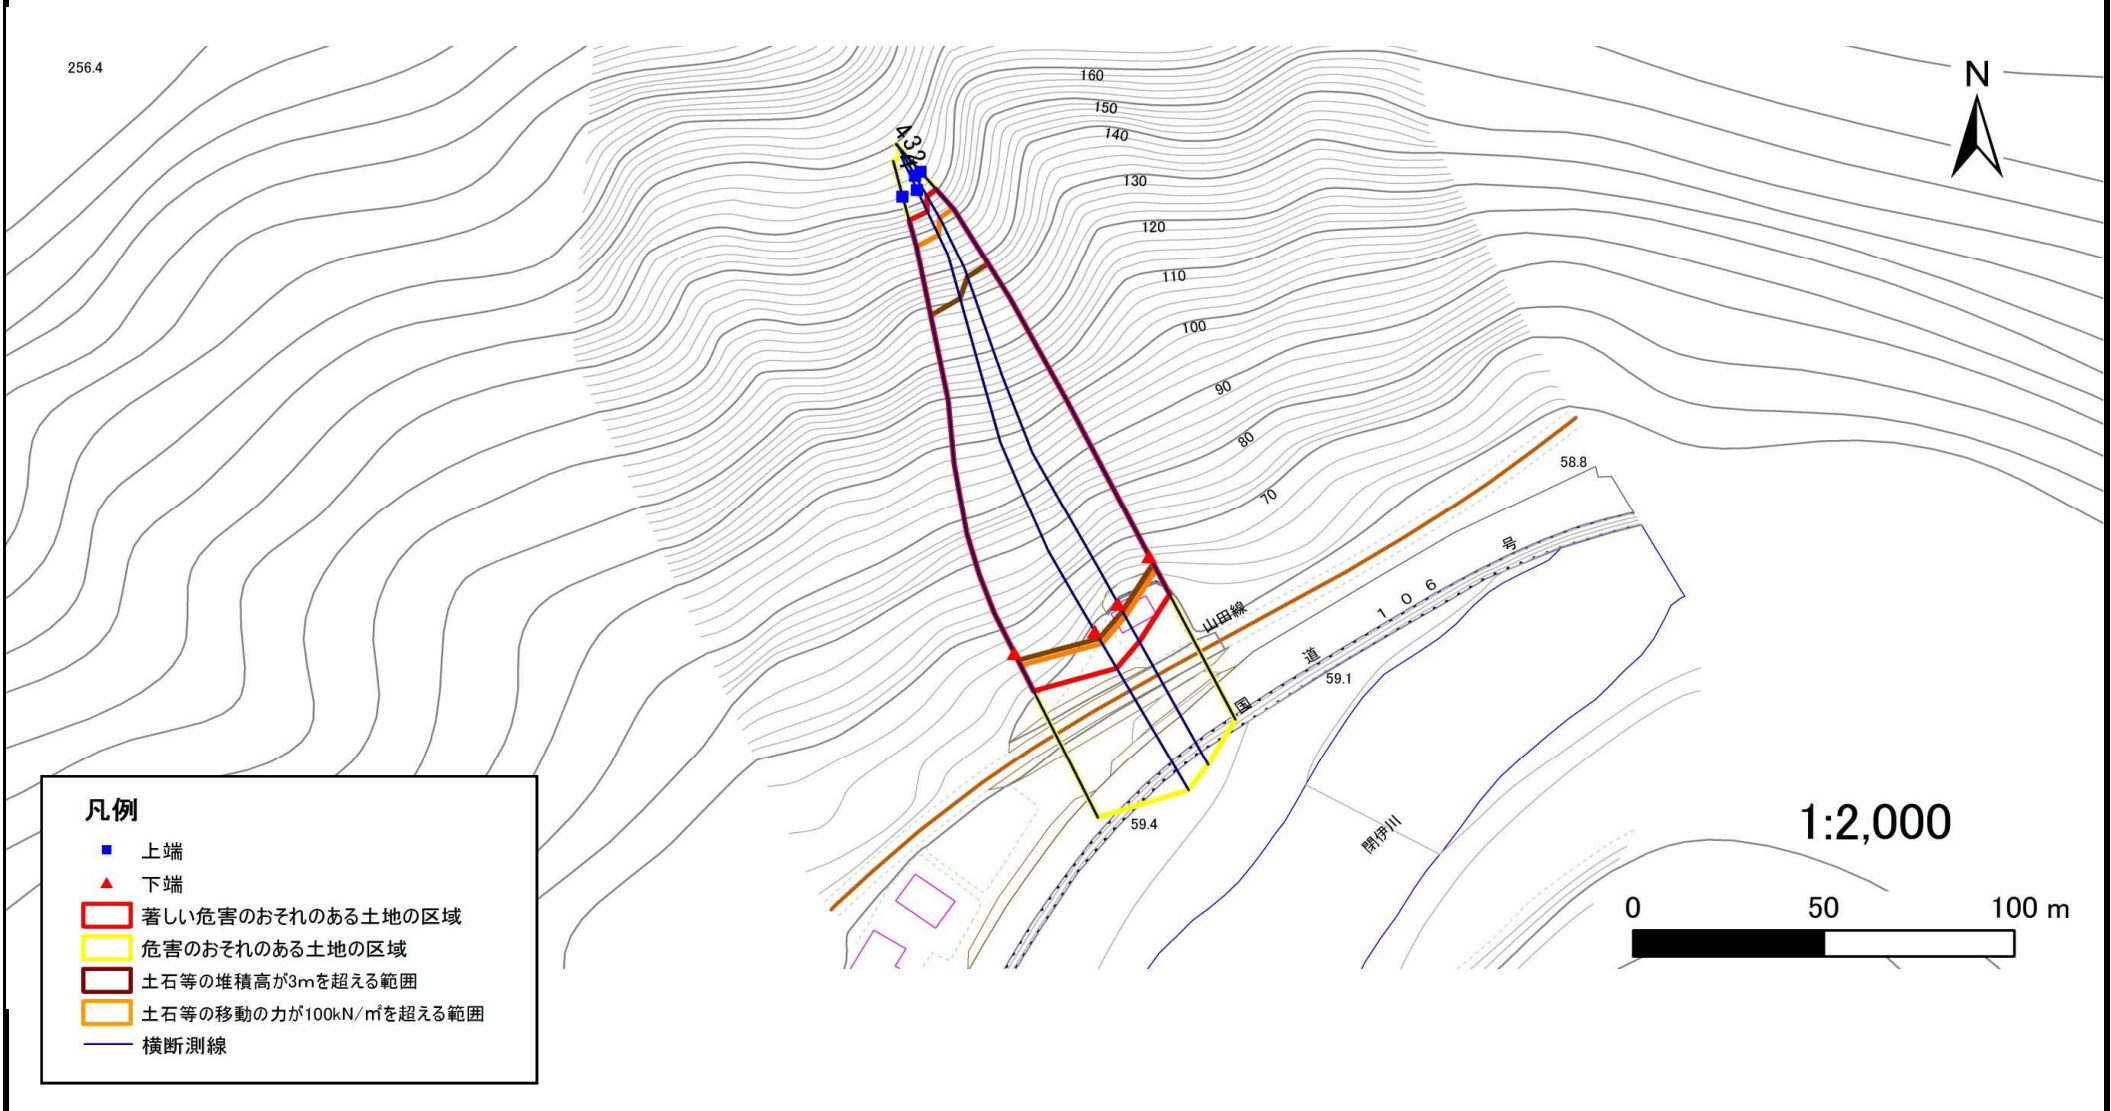 256.4
N
160
150
140
130
120
110
100
90
80
70
4
3
2
58.8
山田線
国道106号
59.1
59.4
閉伊川
1:2,000
0 50 100 m
凡例
上端
下端
著しい危害のおそれのある土地の区域
危害のおそれのある土地の区域
土石等の堆積高が3mを超える範囲
土石等の移動の力が100kN/㎡を超える範囲
横断測線